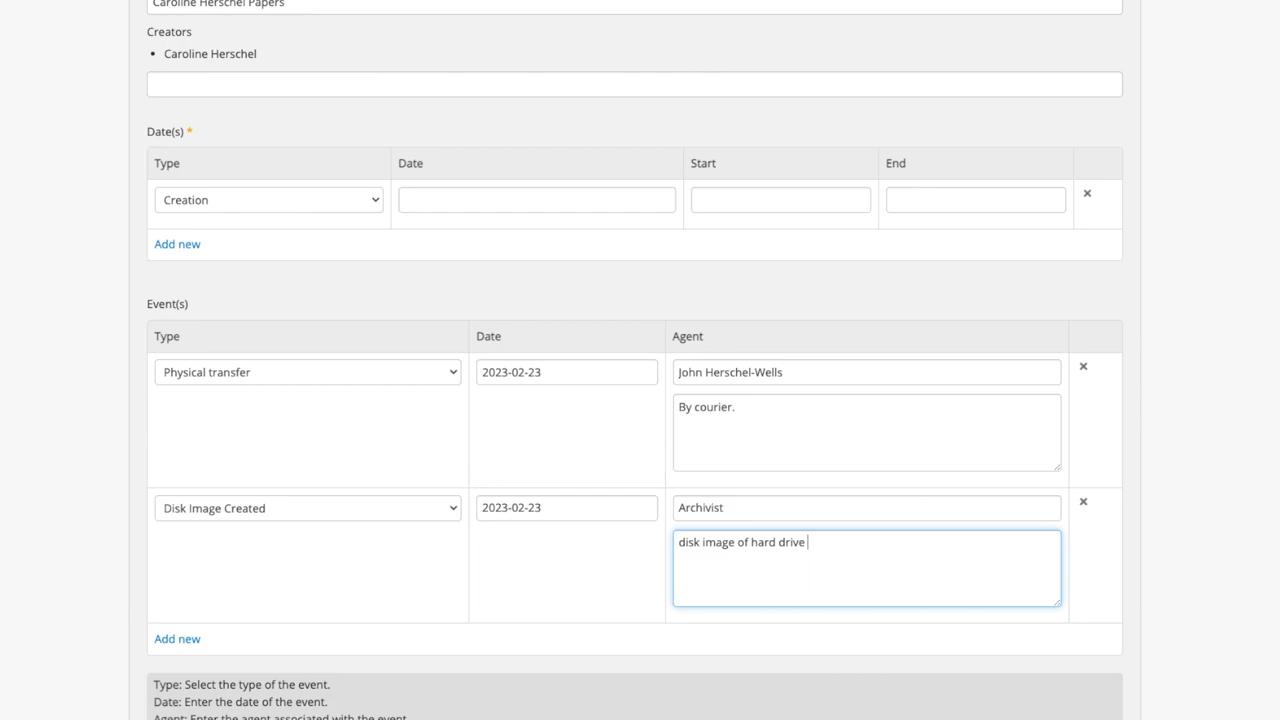 Caroline Herschel Papers
Creators
• Caroline Herschel
Date(s) *
Type Date Start End
Creation
Add new
Event(s)
Type Date Agent
Physical transfer 2023-02-23 John Herschel-Wells
By courier.
Disk Image Created 2023-02-23 Archivist
disk image of hard drive
Add new
Type: Select the type of the event.
Date: Enter the date of the event.
Agent: Enter the agent associated with the event.